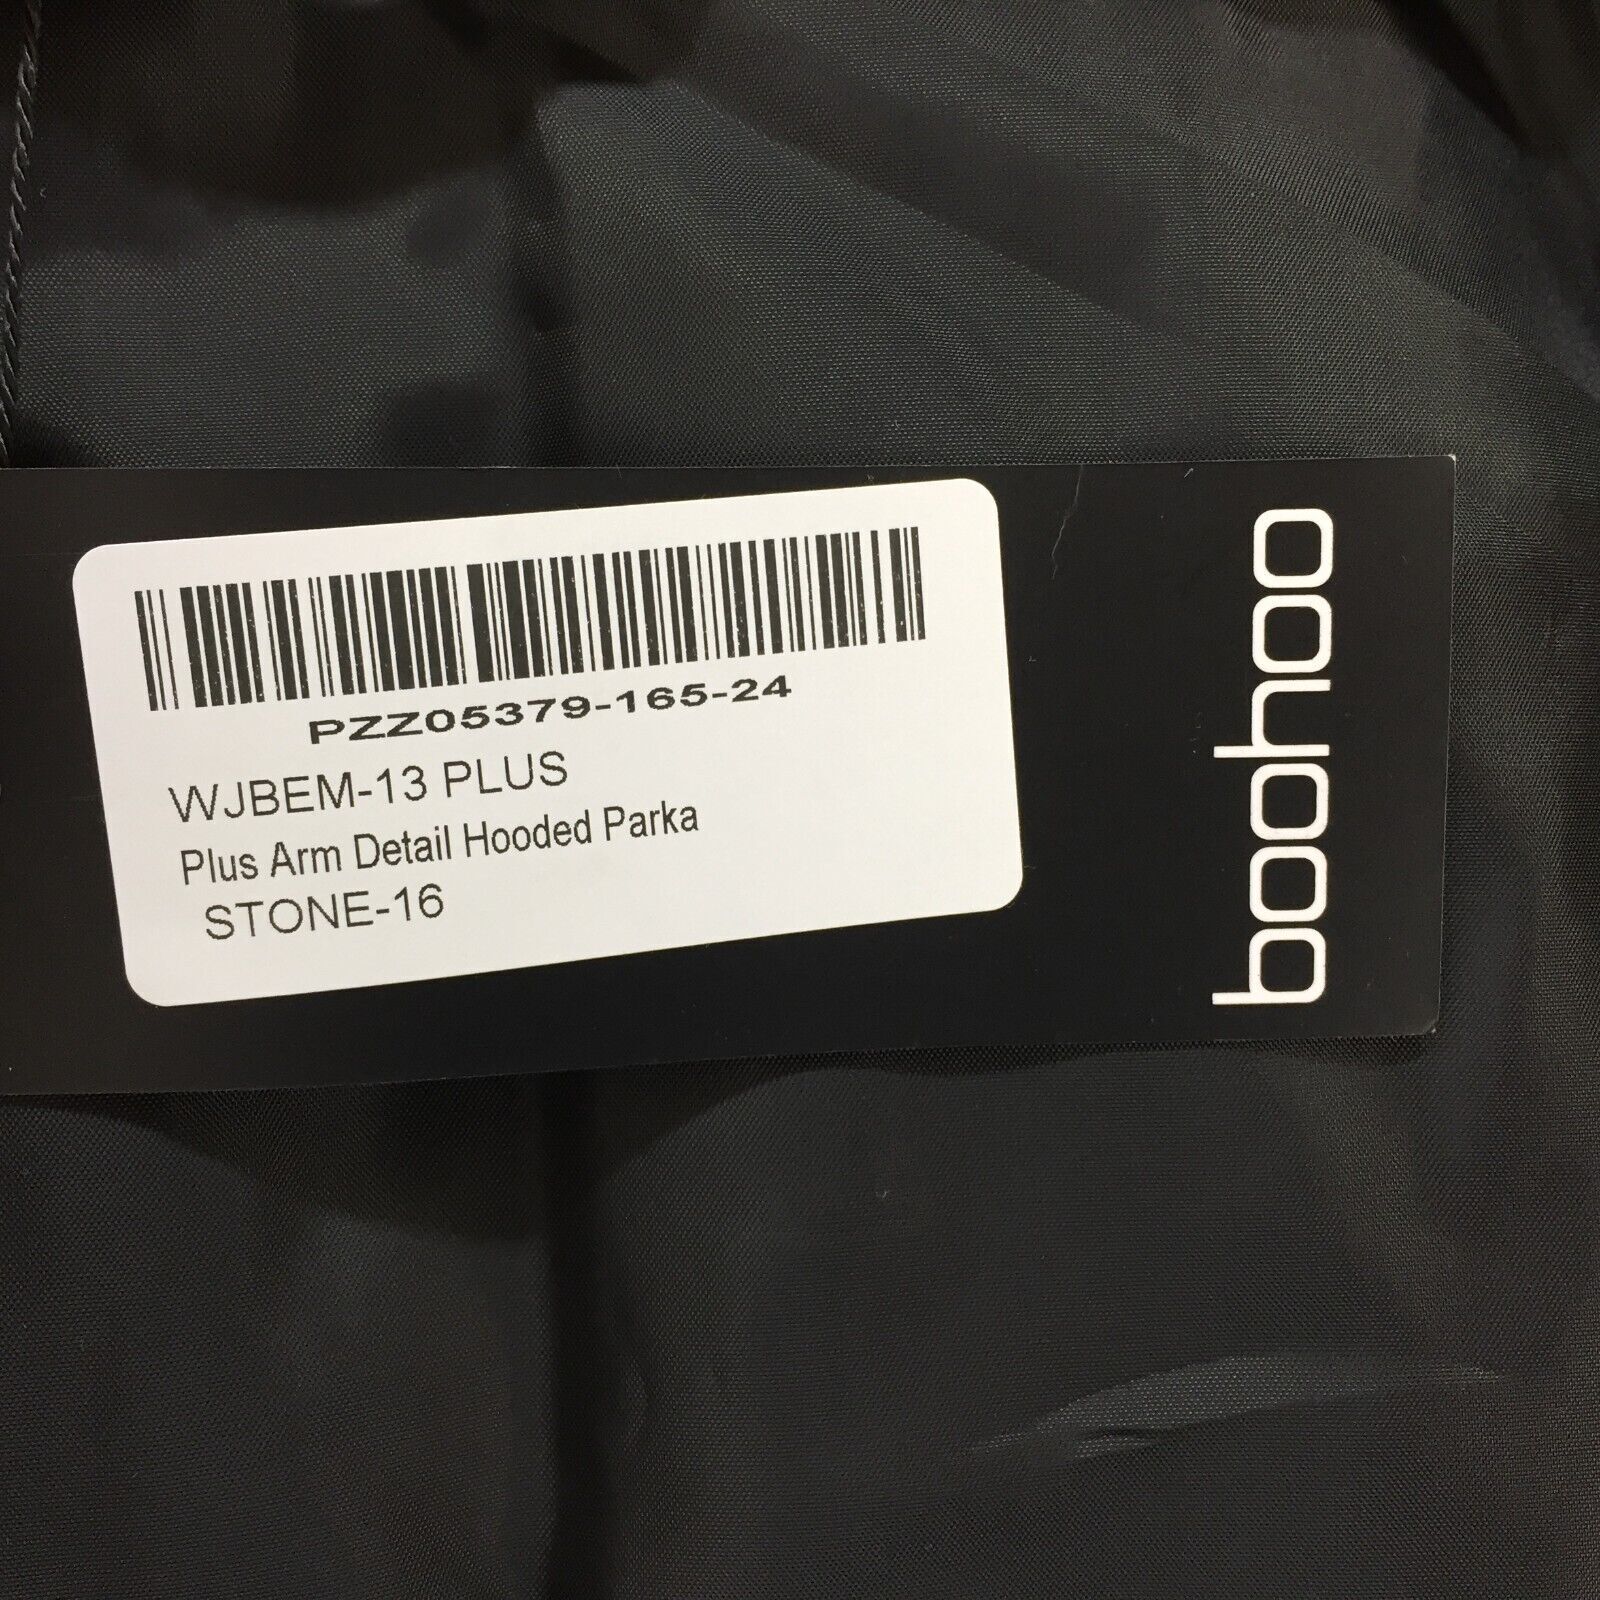 PZZ05379-165-24
WJBEM-13 PLUS
Plus Arm Detail Hooded Parka
STONE-16
boohoo